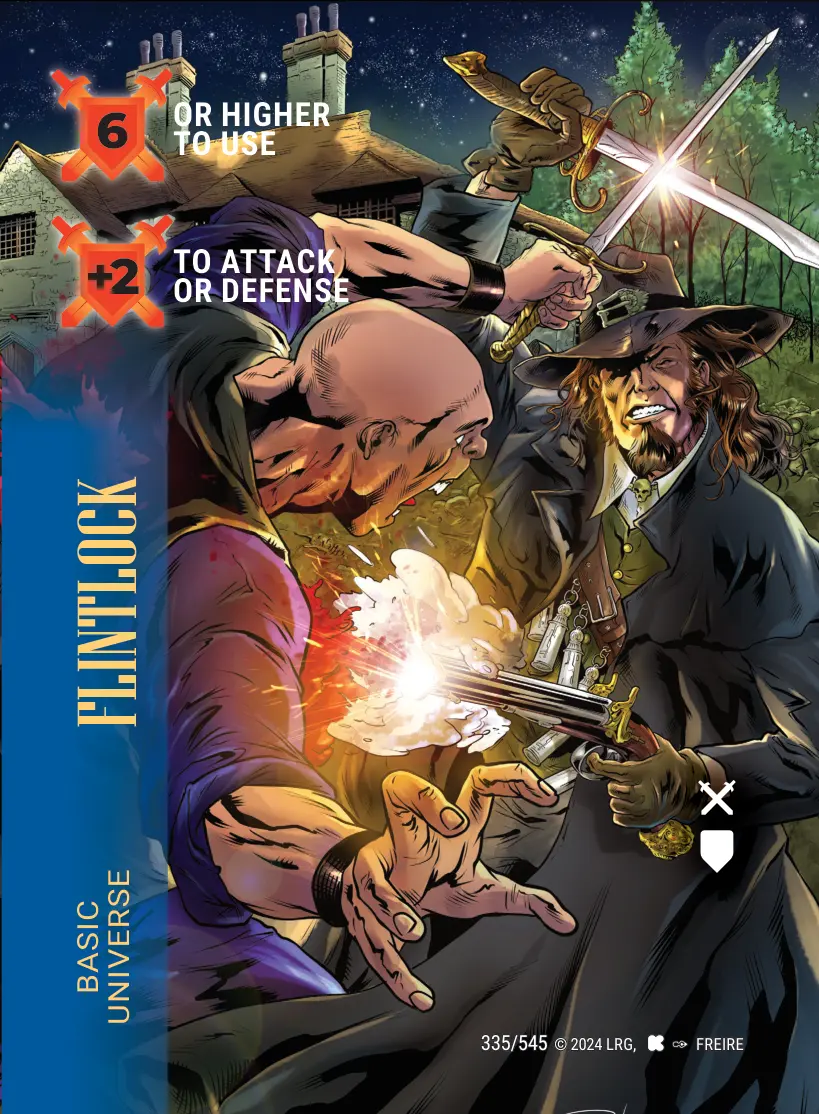 6
OR HIGHER
TO USE
+2
TO ATTACK
OR DEFENSE
FLINTLOCK
BASIC
UNIVERSE
335/545 © 2024 LRG, FREIRE